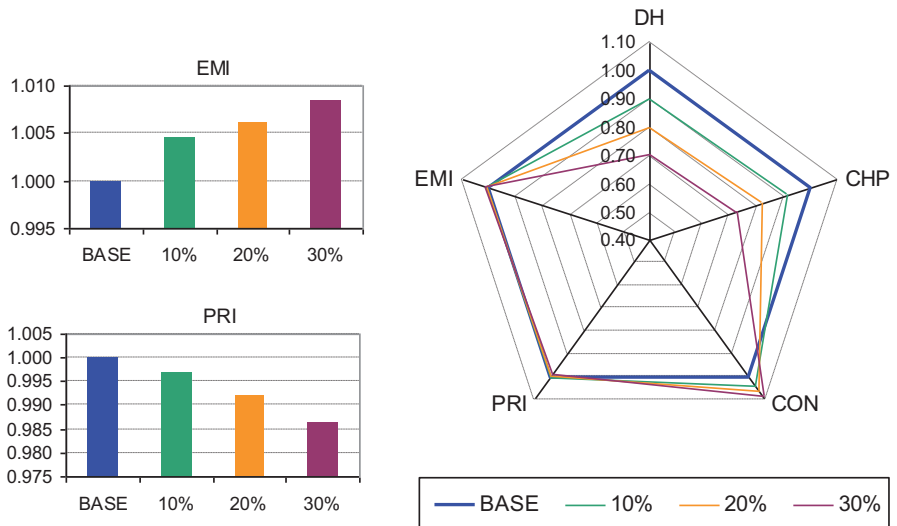 EMI
1.010
1.005
1.000
0.995
BASE 10% 20% 30%
PRI
1.005
1.000
0.995
0.990
0.985
0.980
0.975
BASE 10% 20% 30%
DH
1.10
1.00
0.90
0.80
0.70
0.60
0.50
0.40
EMI
CHP
PRI
CON
BASE 10% 20% 30%